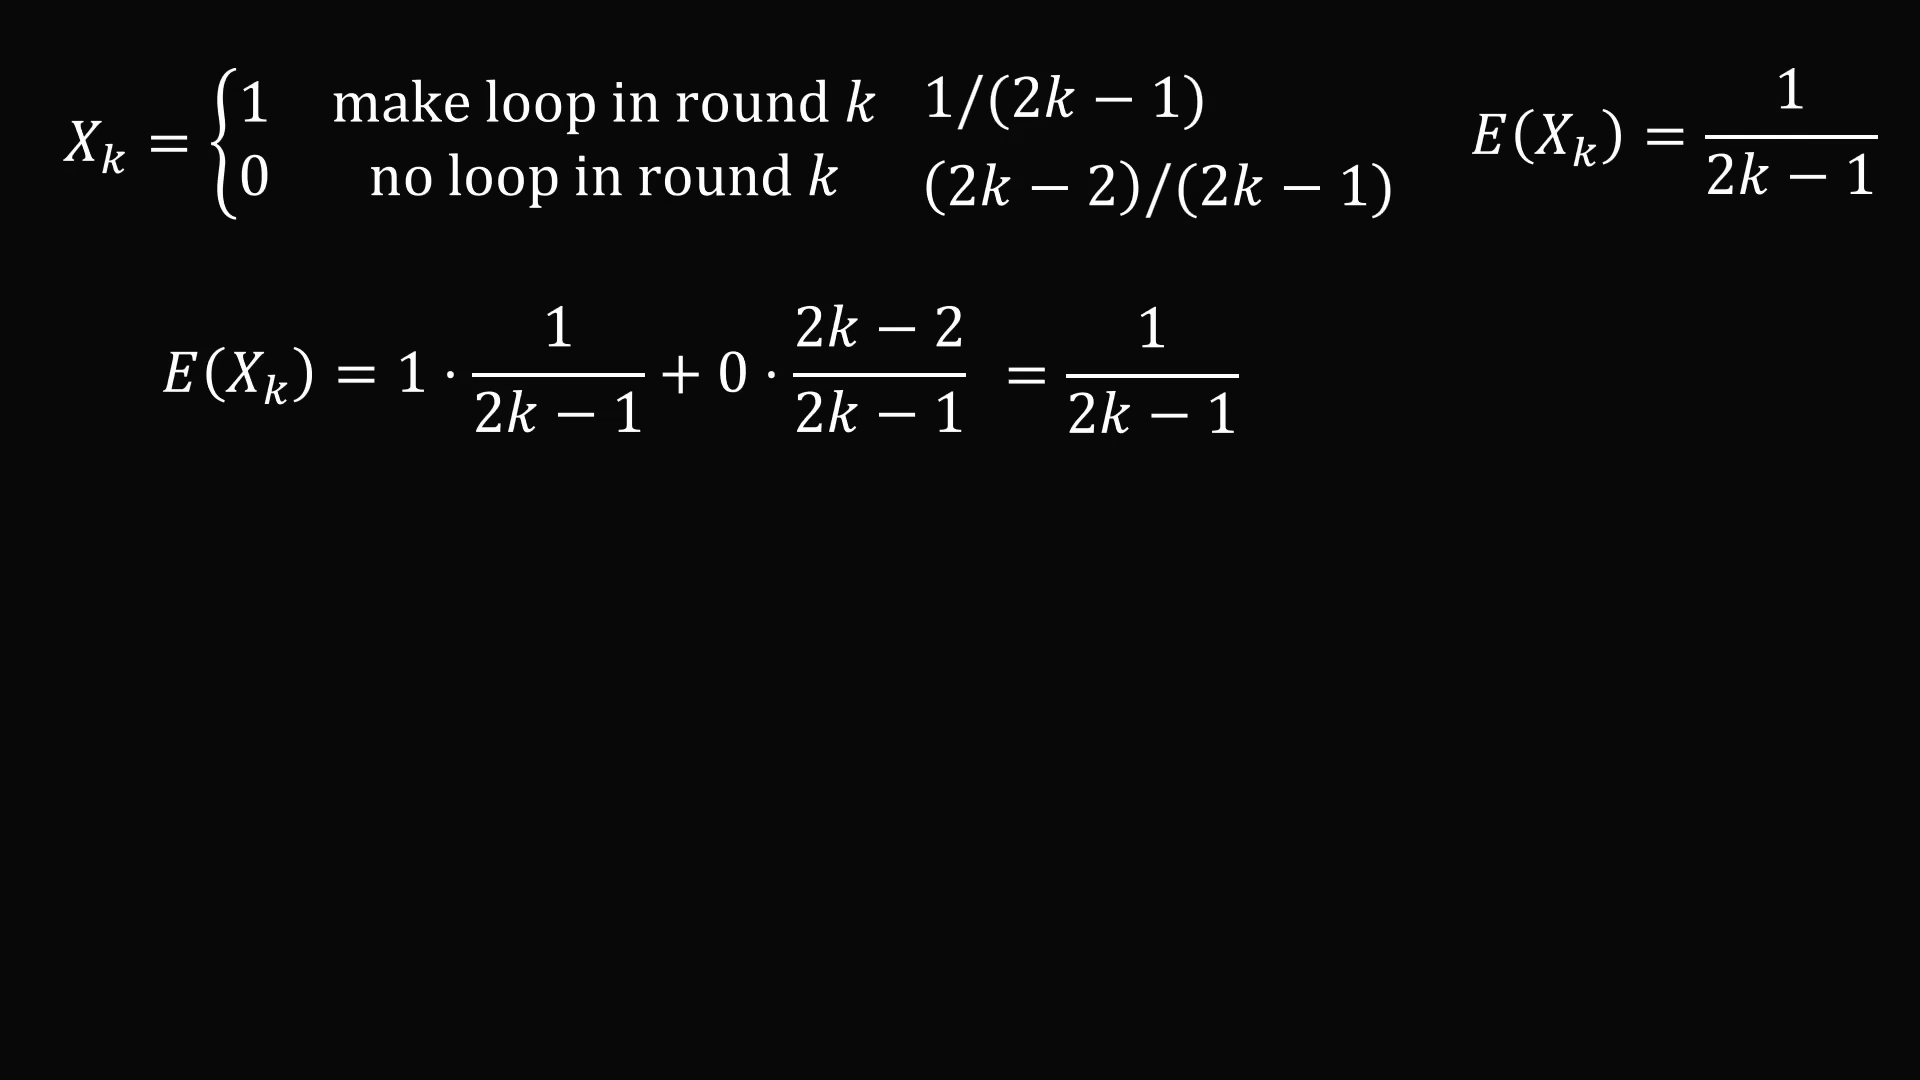 X_k = { 1 make loop in round k 1/(2k − 1)
0 no loop in round k (2k − 2)/(2k − 1)
E(X_k) = 1/(2k − 1)
E(X_k) = 1 · 1/(2k − 1) + 0 · (2k − 2)/(2k − 1) = 1/(2k − 1)